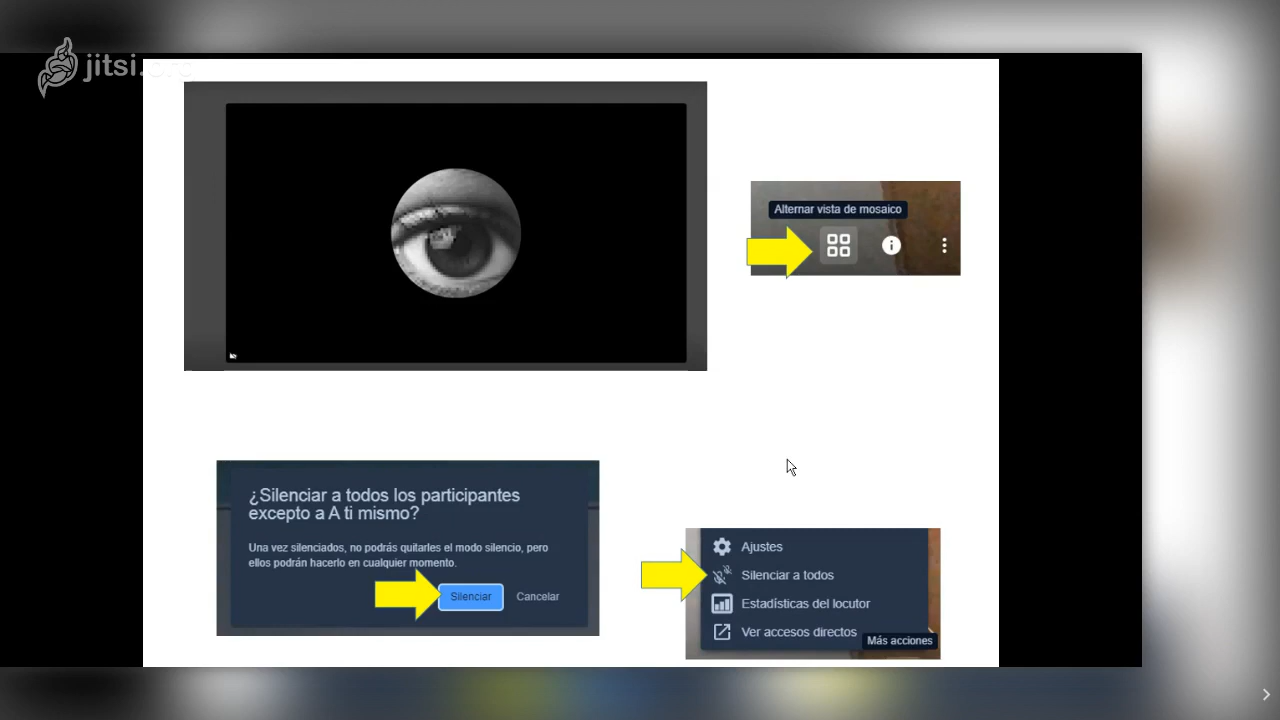 jitsi.org
Alternar vista de mosaico
¿Silenciar a todos los participantes
excepto a A ti mismo?
Una vez silenciados, no podrás quitarles el modo silencio, pero
ellos podrán hacerlo en cualquier momento.
Silenciar Cancelar
Ajustes
Silenciar a todos
Estadísticas del locutor
Ver accesos directos
Más acciones